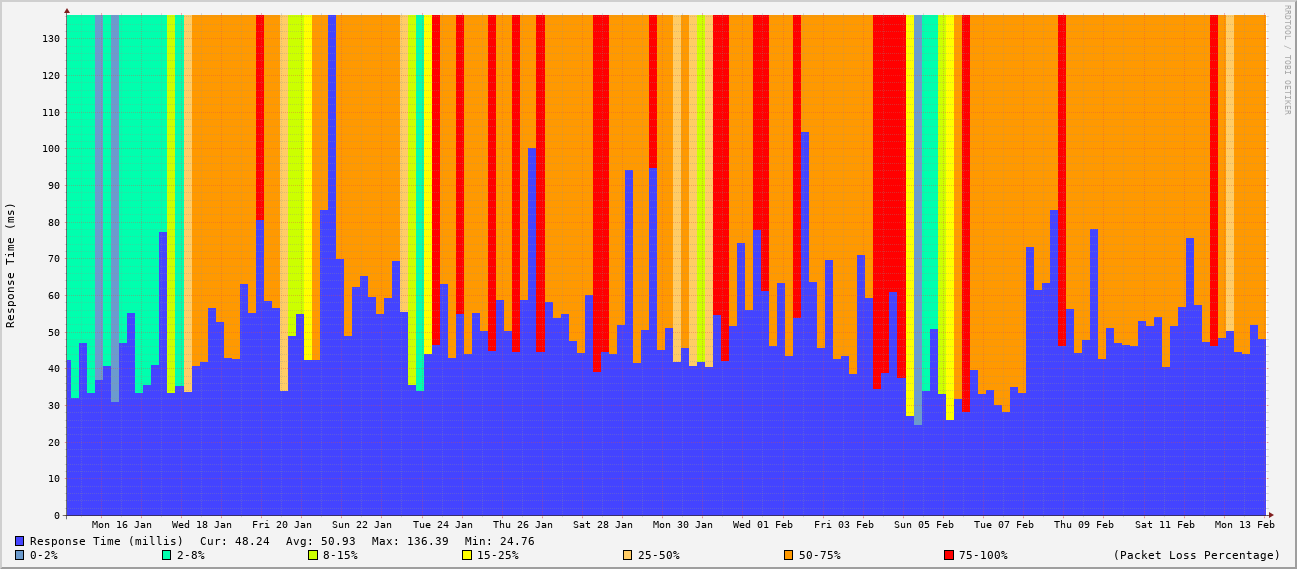 RRDTOOL / TOBI OETIKER
Response Time (ms)
130
120
110
100
90
80
70
60
50
40
30
20
10
0
Mon 16 Jan Wed 18 Jan Fri 20 Jan Sun 22 Jan Tue 24 Jan Thu 26 Jan Sat 28 Jan Mon 30 Jan Wed 01 Feb Fri 03 Feb Sun 05 Feb Tue 07 Feb Thu 09 Feb Sat 11 Feb Mon 13 Feb
Response Time (millis) Cur: 48.24 Avg: 50.93 Max: 136.39 Min: 24.76
0-2% 2-8% 8-15% 15-25% 25-50% 50-75% 75-100% (Packet Loss Percentage)